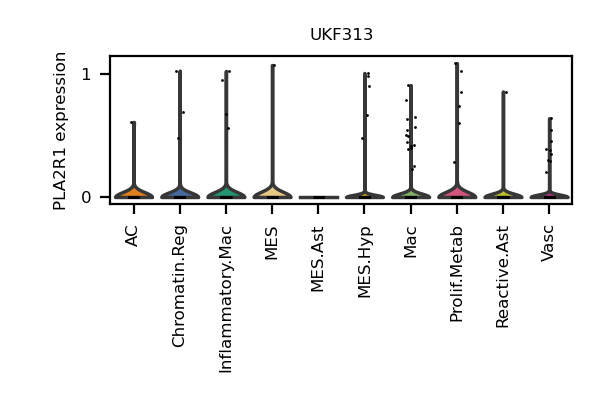 UKF313
PLA2R1 expression
1
0
AC
Chromatin.Reg
Inflammatory.Mac
MES
MES.Ast
MES.Hyp
Mac
Prolif.Metab
Reactive.Ast
Vasc